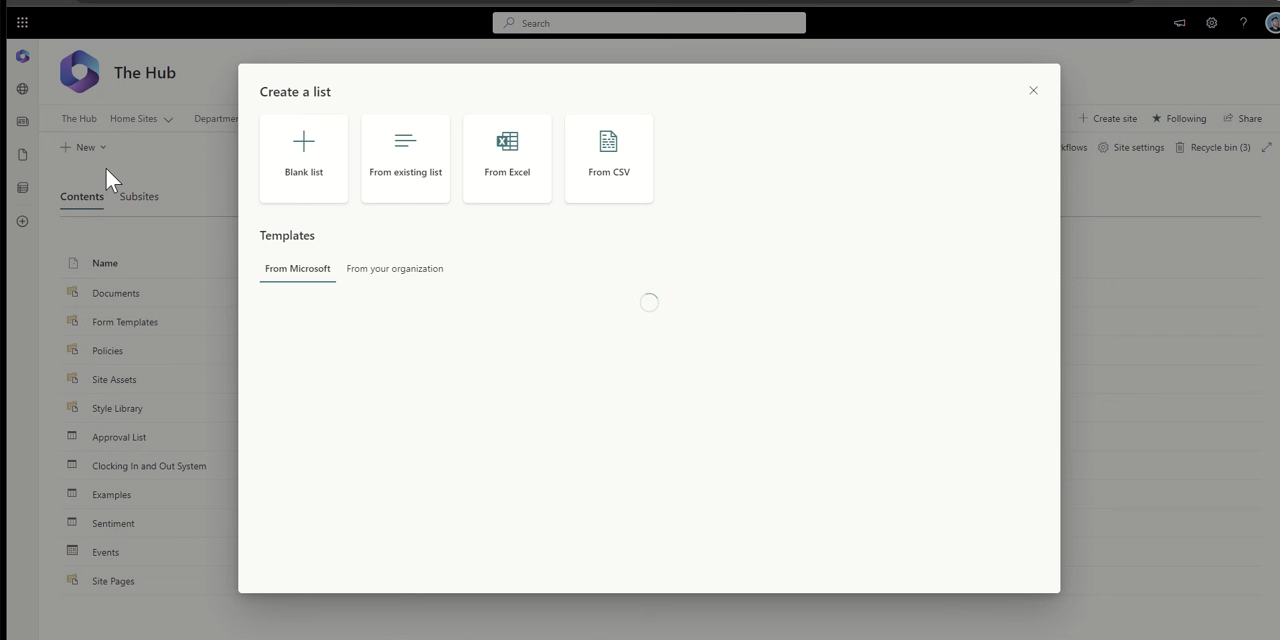 Search
The Hub
The Hub Home Sites Departmen
Create site Following Share
New
kflows Site settings Recycle bin (3)
Contents Subsites
Name
Documents
Form Templates
Policies
Site Assets
Style Library
Approval List
Clocking In and Out System
Examples
Sentiment
Events
Site Pages
Create a list
Blank list From existing list From Excel From CSV
Templates
From Microsoft From your organization